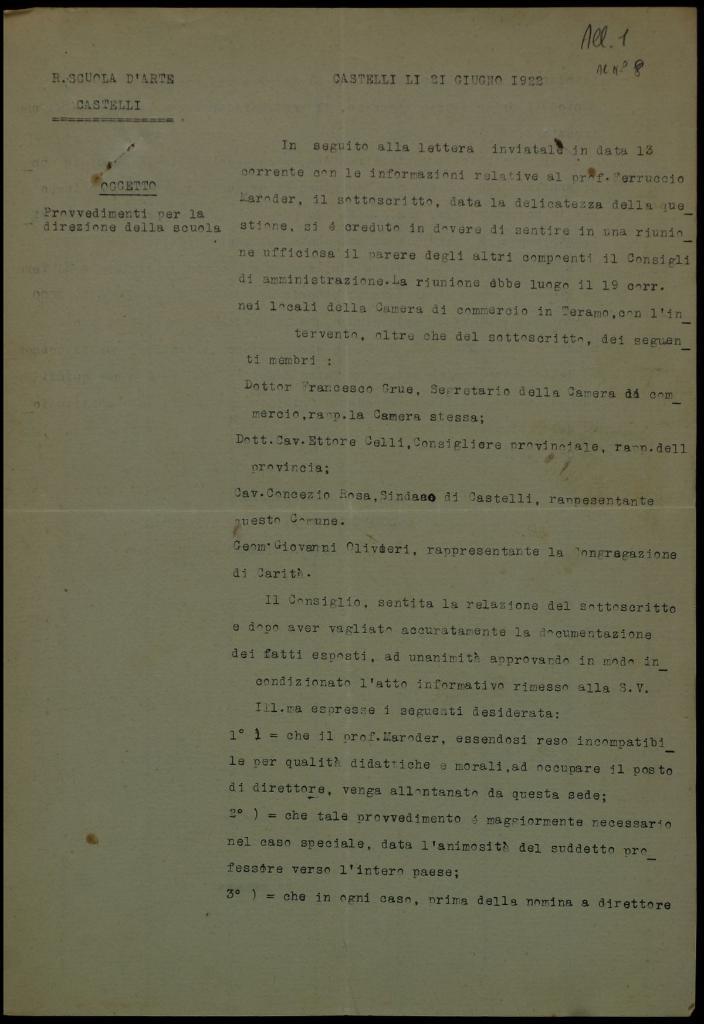 All. 1
R.SCUOLA D'ARTE
CASTELLI
CASTELLI LI 21 GIUGNO 1922
OGGETTO
Provvedimenti per la
direzione della scuola
In seguito alla lettera inviatale in data 13
corrente con le informazioni relative al prof.Ferruccio
Maroder, il sottoscritto, data la delicatezza della que_
stione, si é creduto in dovere di sentire in una riunio_
ne ufficiosa il parere degli altri componti il Consigli
di amministrazione.La riunione ebbe luogo il 19 corr.
nei locali della Camera di commercio in Teramo,con l'in_
tervento, oltre che del sottoscritto, dei seguen_
ti membri :
Dottor Francesco Grue, Segretario della Camera di com_
mercio,rapp.la Camera stessa;
Dott.Cav.Ettore Celli,Consigliere provinciale, rapp.dell
provincia;
Cav.Concezio Rosa,Sindaco di Castelli, rappesentante
questo Comune.
Geom.Giovanni Olivieri, rappresentante la Congregazione
di Carità.
Il Consiglio, sentita la relazione del sottoscritto
e dopo aver vagliato accuratamente la documentazione
dei fatti esposti, ad unanimità approvando in modo in_
condizionato l'atto informativo rimesso alla S.V.
Ill.ma espresse i seguenti desiderata:
1° ) = che il prof.Maroder, essendosi reso incompatibi_
le per qualità didattiche e morali,ad occupare il posto
di direttore, venga allontanato da questa sede;
2° ) = che tale provvedimento é maggiormente necessario
nel caso speciale, data l'animosità del suddetto pro_
fessore verso l'intero paese;
3° ) = che in ogni caso, prima della nomina a direttore